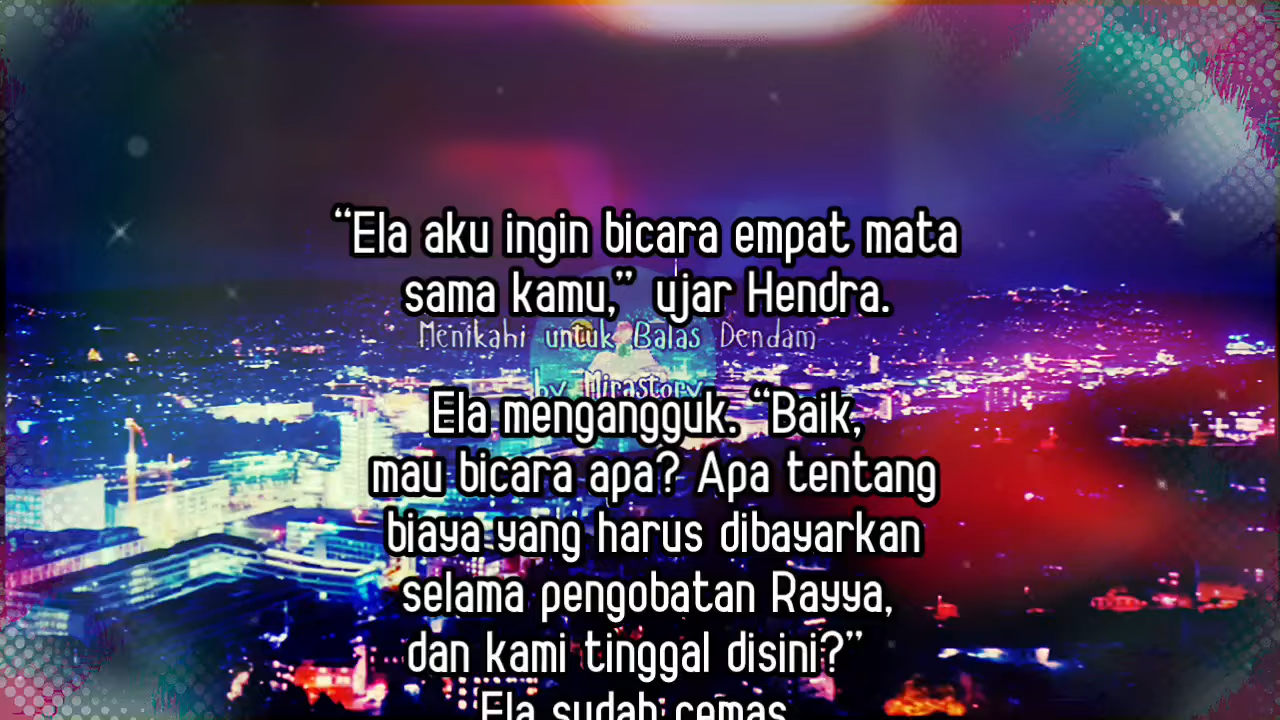 “Ela aku ingin bicara empat mata
sama kamu,” ujar Hendra.
Menikahi untuk Balas Dendam
by Mirastory
Ela mengangguk. “Baik,
mau bicara apa? Apa tentang
biaya yang harus dibayarkan
selama pengobatan Rayya,
dan kami tinggal disini?”
Ela sudah cemas